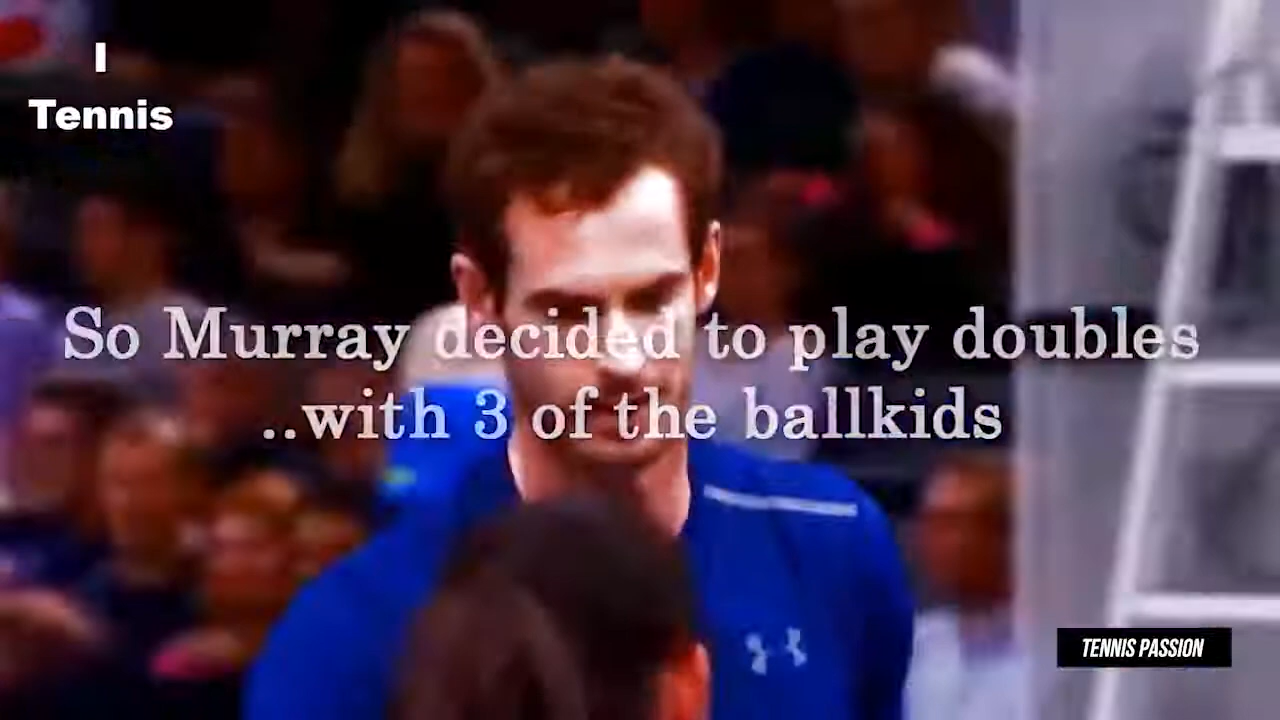 I
Tennis
So Murray decided to play doubles
..with 3 of the ballkids
TENNIS PASSION